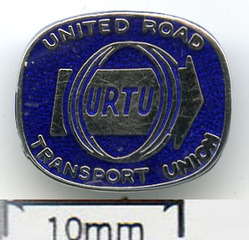 UNITED ROAD
URTU
TRANSPORT UNION
10mm